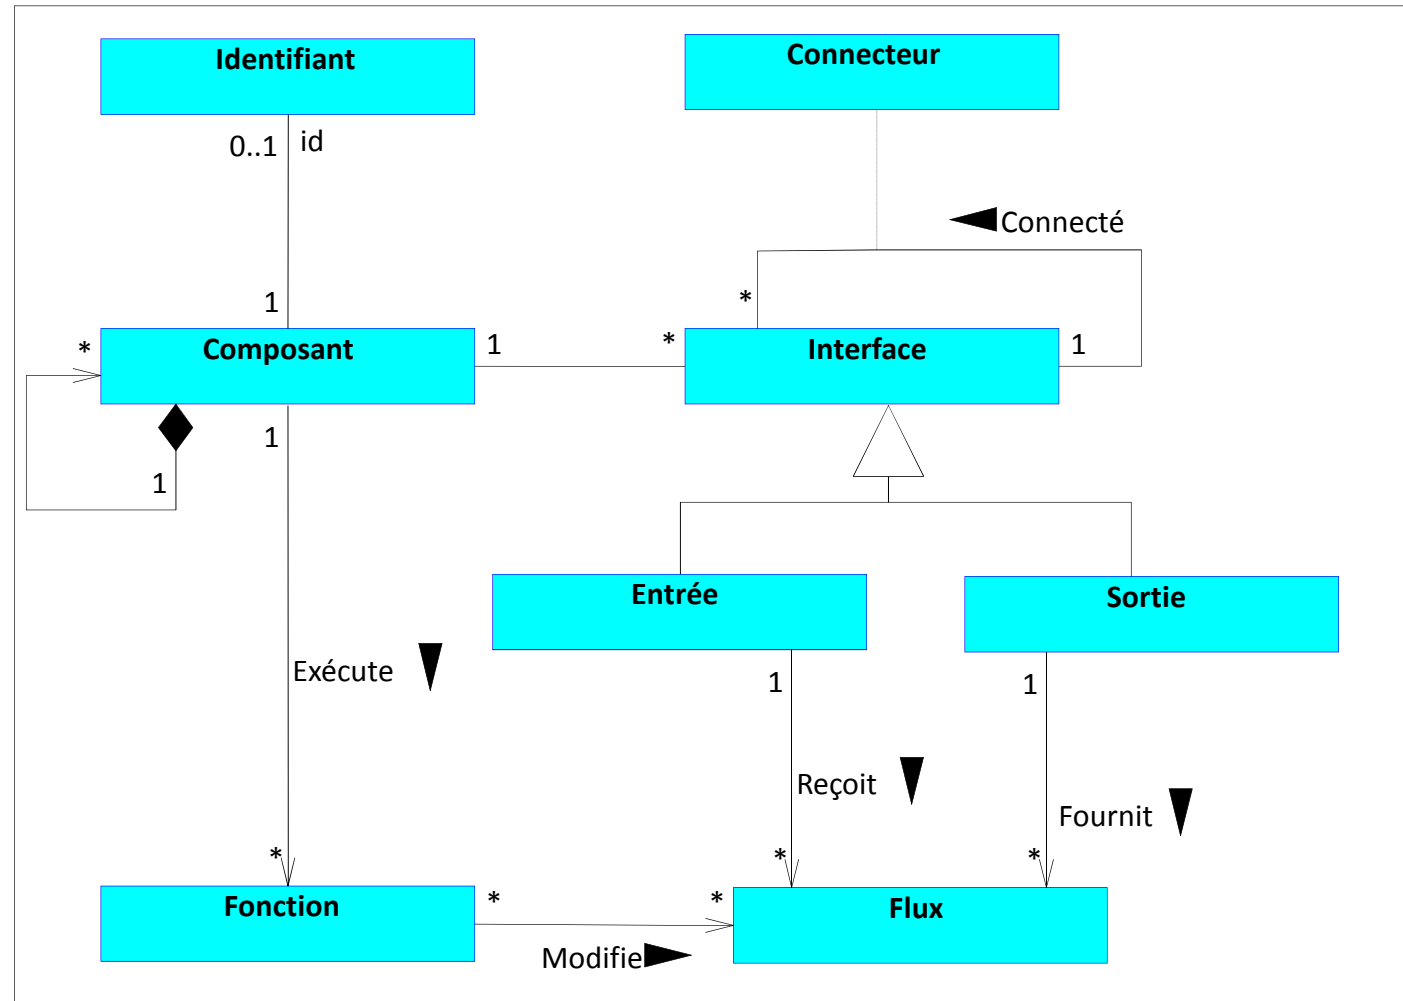 Identifiant
Connecteur
0..1 id
Connecté
1
*
* Composant 1
* Interface 1
1
1
Entrée
Sortie
Exécute
1
1
Reçoit
Fournit
*
*
*
Fonction *
* Flux
Modifie